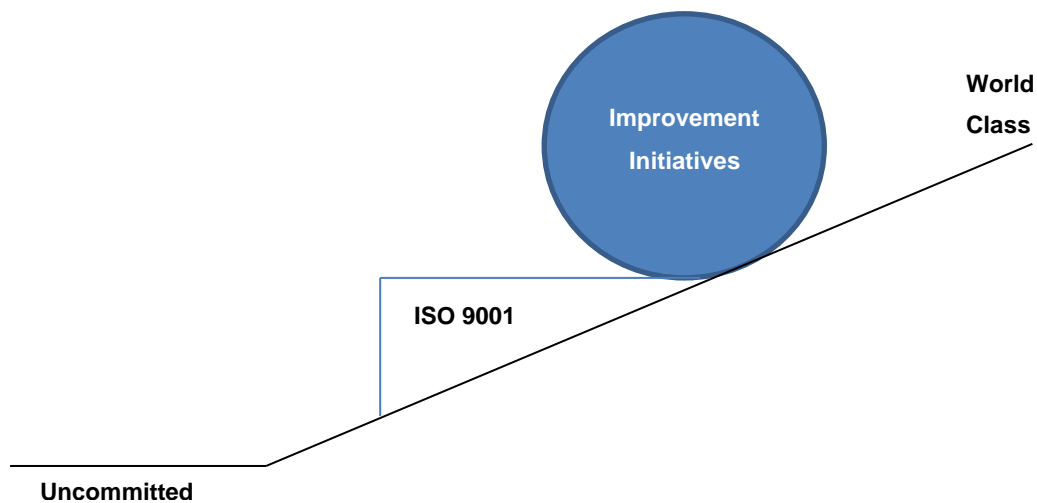 World
Class
Improvement
Initiatives
ISO 9001
Uncommitted